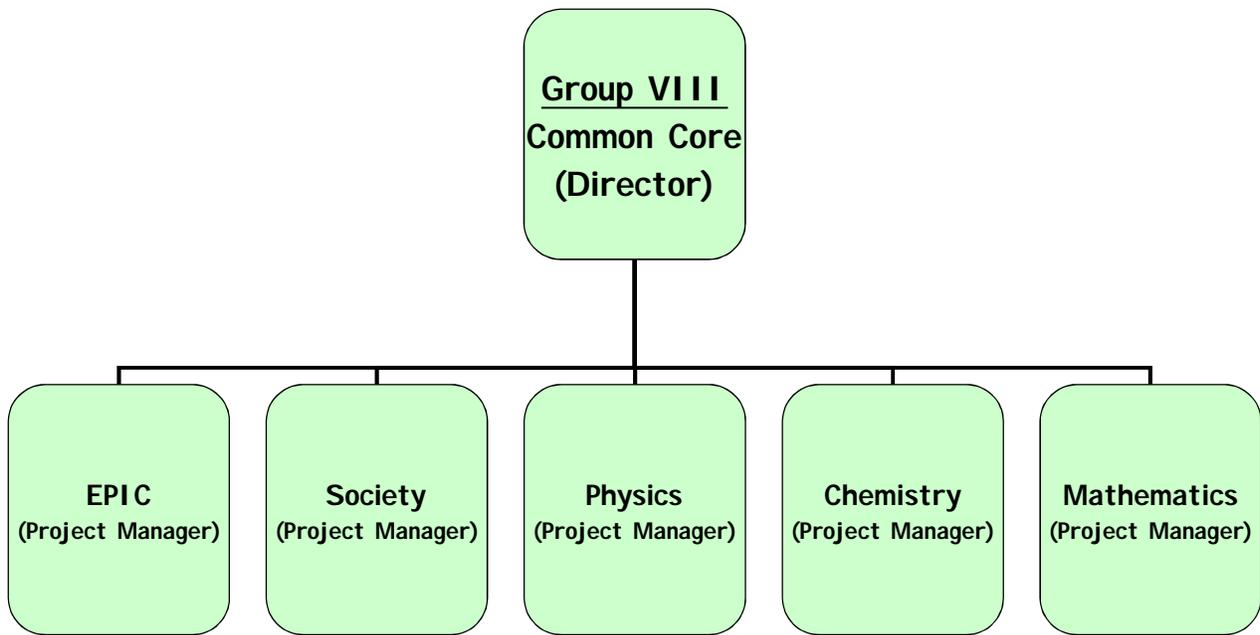 Group VIII
Common Core
(Director)
EPIC
(Project Manager)
Society
(Project Manager)
Physics
(Project Manager)
Chemistry
(Project Manager)
Mathematics
(Project Manager)